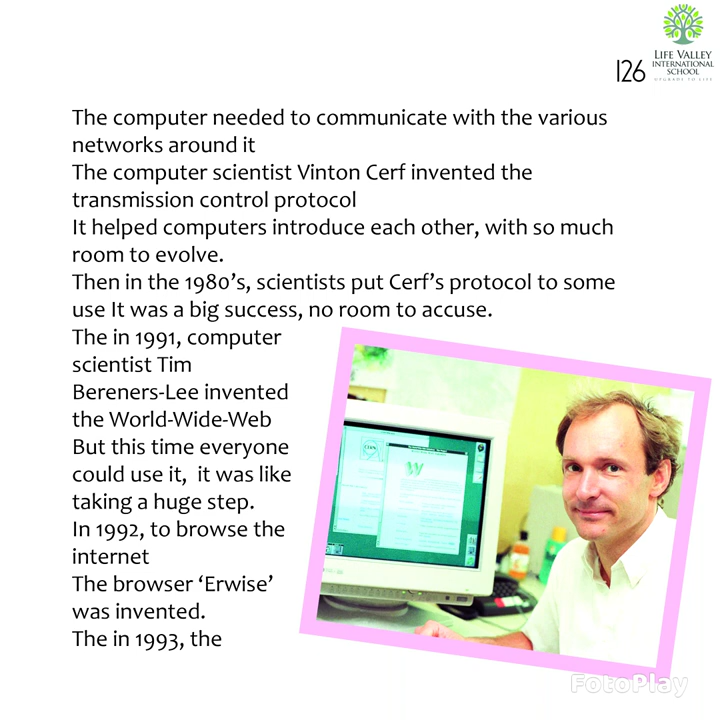 126
LIFE VALLEY
INTERNATIONAL
SCHOOL
UPGRADE TO LIFE
The computer needed to communicate with the various
networks around it
The computer scientist Vinton Cerf invented the
transmission control protocol
It helped computers introduce each other, with so much
room to evolve.
Then in the 1980’s, scientists put Cerf’s protocol to some
use It was a big success, no room to accuse.
The in 1991, computer
scientist Tim
Bereners-Lee invented
the World-Wide-Web
But this time everyone
could use it,  it was like
taking a huge step.
In 1992, to browse the
internet
The browser ‘Erwise’
was invented.
The in 1993, the
FotoPlay